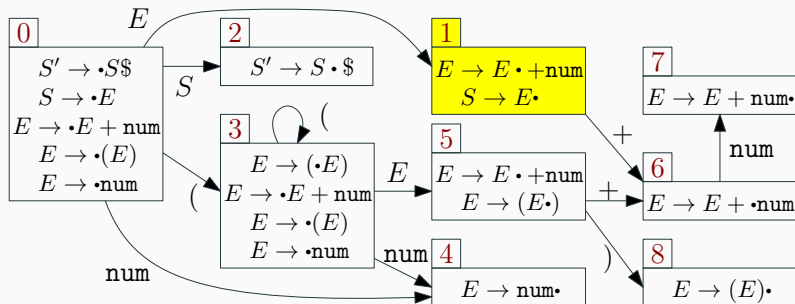 0
S′ → •S$
S → •E
E → •E + num
E → •(E)
E → •num
E
S
(
num
2
S′ → S • $
3
(
E → (•E)
E → •E + num
E → •(E)
E → •num
E
num
1
E → E • +num
S → E•
+
5
E → E • +num
E → (E•)
+
)
4
E → num•
7
E → E + num•
num
6
E → E + •num
8
E → (E)•